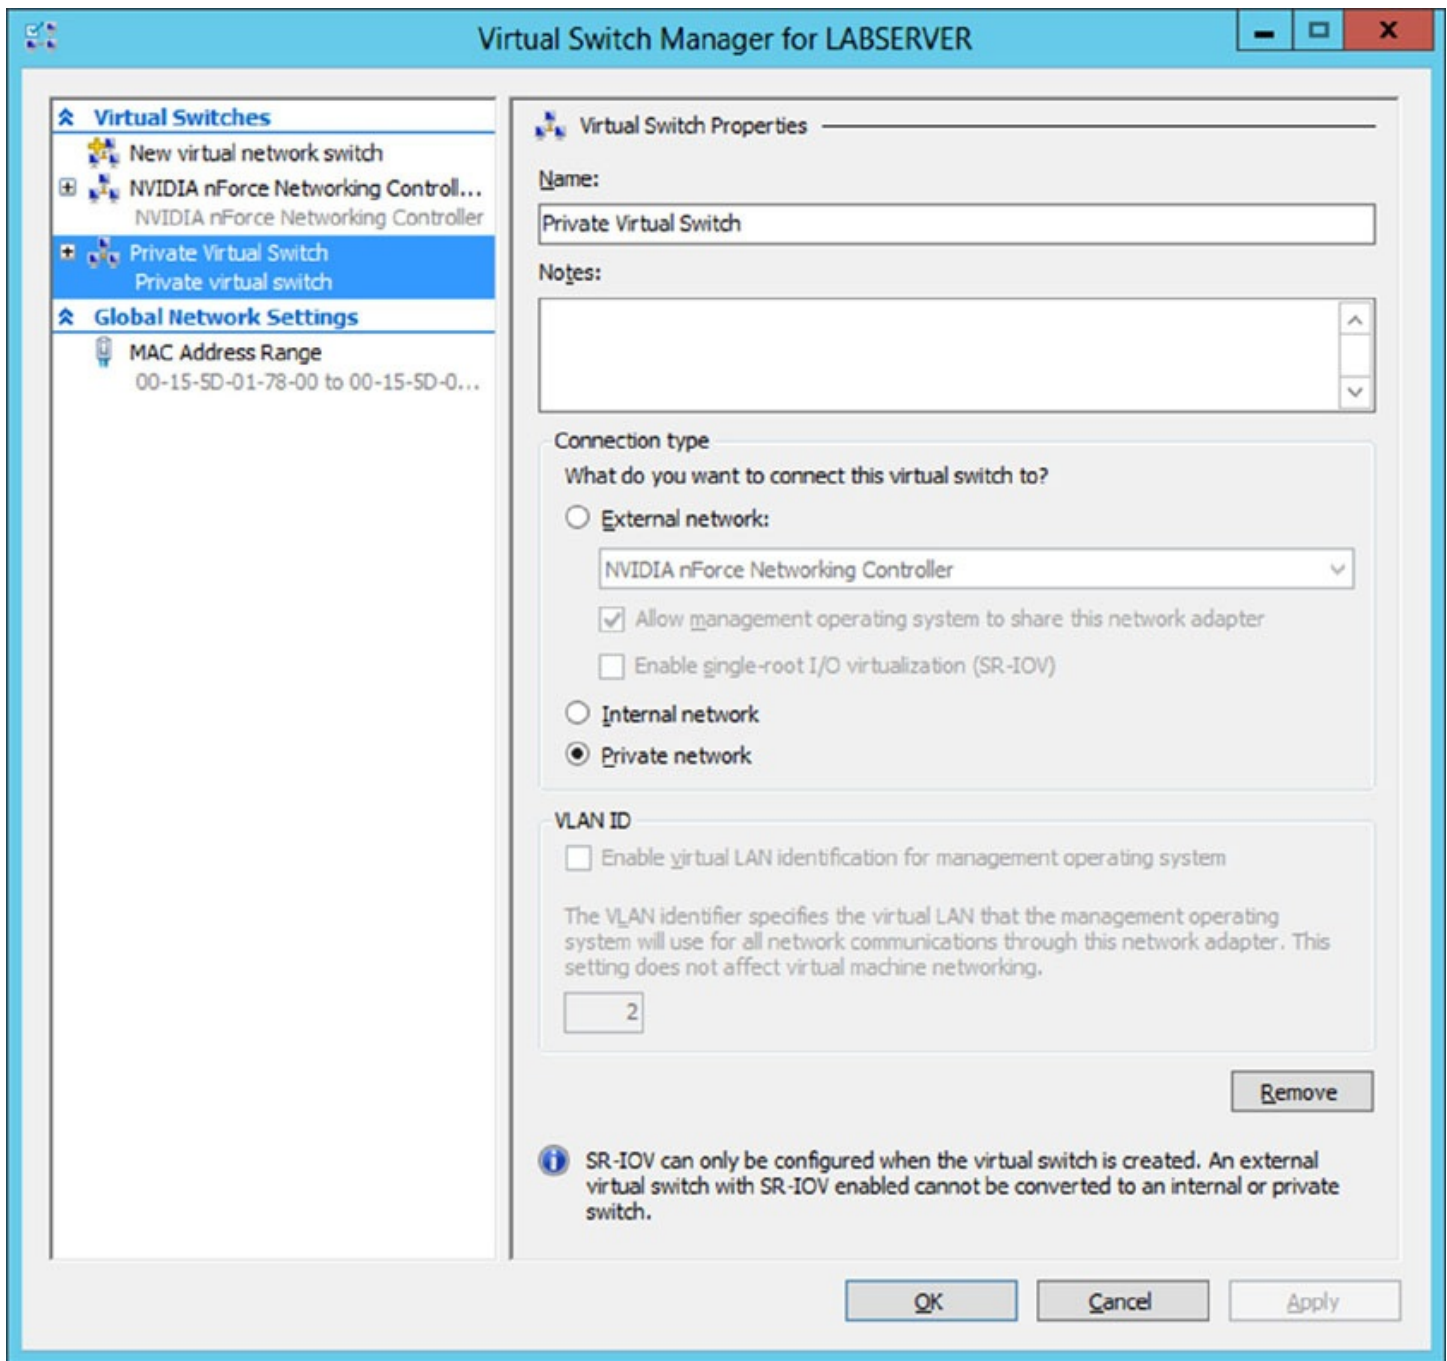 Virtual Switch Manager for LABSERVER
Virtual Switches
New virtual network switch
NVIDIA nForce Networking Controll...
NVIDIA nForce Networking Controller
Private Virtual Switch
Private virtual switch
Global Network Settings
MAC Address Range
00-15-5D-01-78-00 to 00-15-5D-0...
Virtual Switch Properties
Name:
Private Virtual Switch
Notes:
Connection type
What do you want to connect this virtual switch to?
External network:
NVIDIA nForce Networking Controller
Allow management operating system to share this network adapter
Enable single-root I/O virtualization (SR-IOV)
Internal network
Private network
VLAN ID
Enable virtual LAN identification for management operating system
The VLAN identifier specifies the virtual LAN that the management operating
system will use for all network communications through this network adapter. This
setting does not affect virtual machine networking.
2
Remove
SR-IOV can only be configured when the virtual switch is created. An external
virtual switch with SR-IOV enabled cannot be converted to an internal or private
switch.
OK
Cancel
Apply